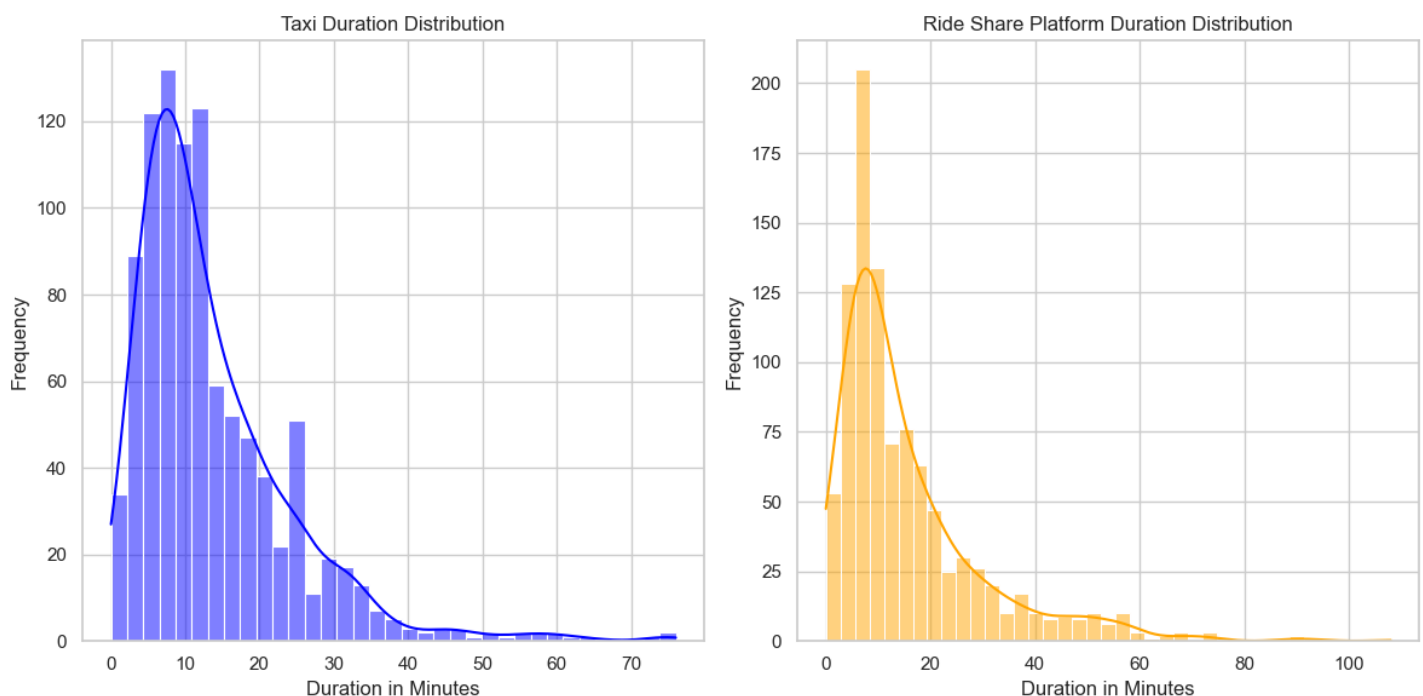 Taxi Duration Distribution
120
100
80
60
40
20
0
Frequency
0 10 20 30 40 50 60 70
Duration in Minutes
Ride Share Platform Duration Distribution
200
175
150
125
100
75
50
25
0
Frequency
0 20 40 60 80 100
Duration in Minutes